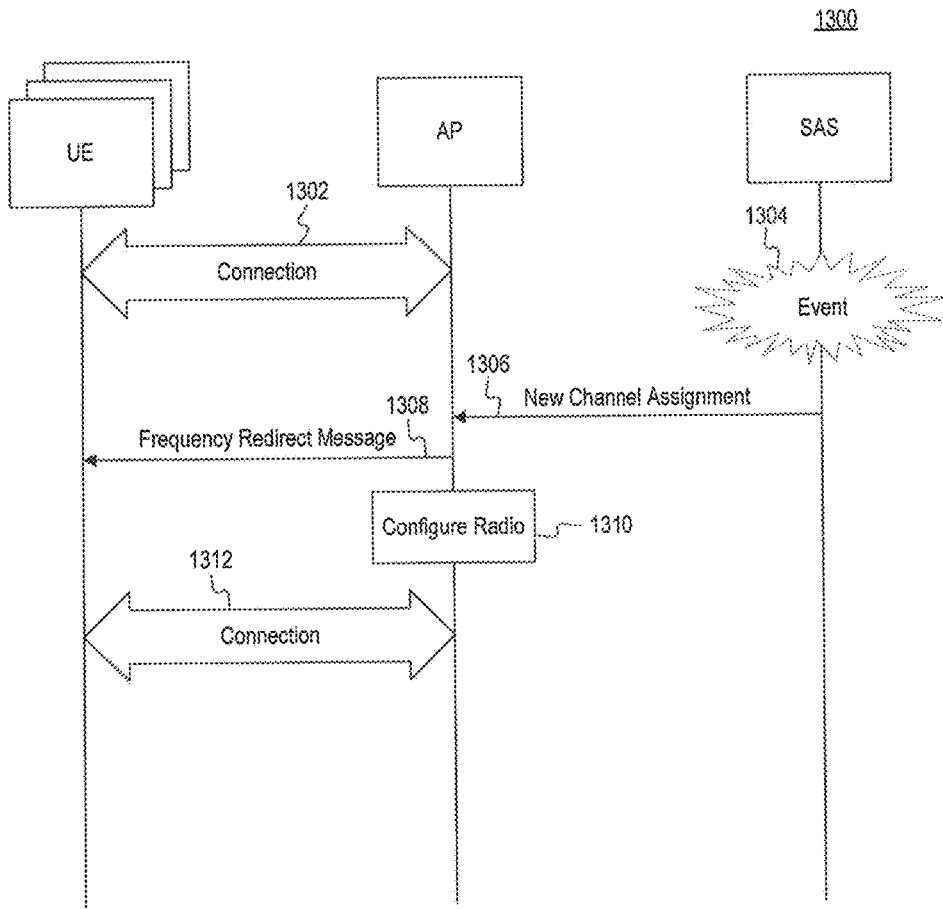 1300
UE
AP
SAS
1302
Connection
1304
Event
1306
New Channel Assignment
1308
Frequency Redirect Message
Configure Radio
1310
1312
Connection